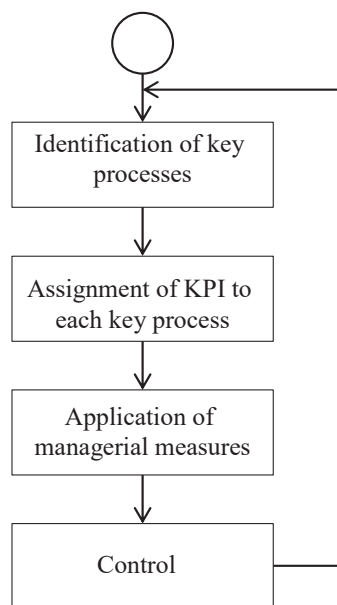 Identification of key
processes
Assignment of KPI to
each key process
Application of
managerial measures
Control